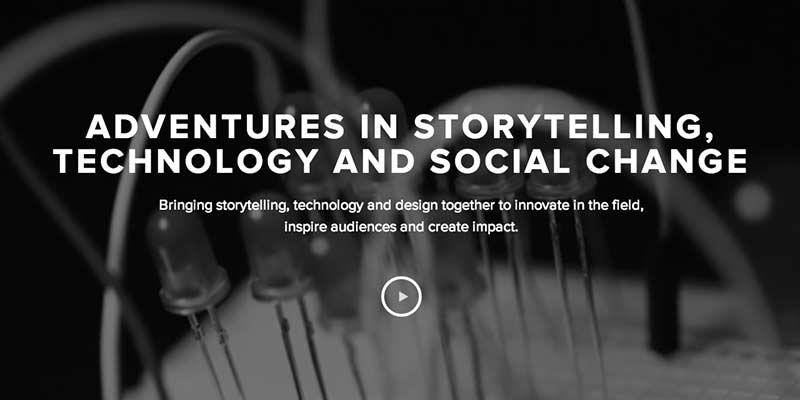 ADVENTURES IN STORYTELLING,
TECHNOLOGY AND SOCIAL CHANGE
Bringing storytelling, technology and design together to innovate in the field,
inspire audiences and create impact.